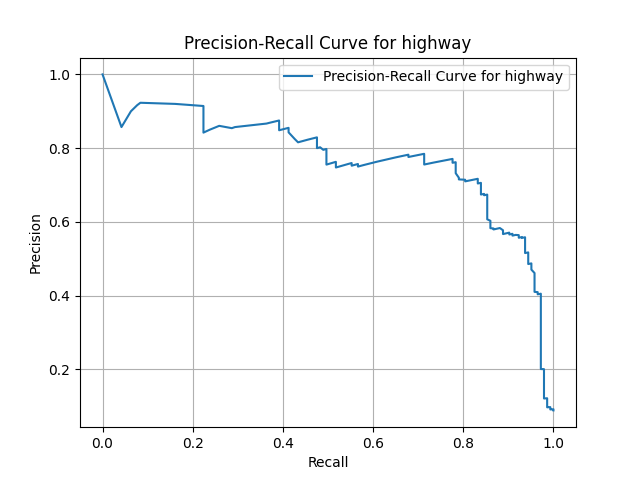 Precision-Recall Curve for highway
Precision-Recall Curve for highway
1.0
0.8
0.6
0.4
0.2
Precision
0.0 0.2 0.4 0.6 0.8 1.0
Recall